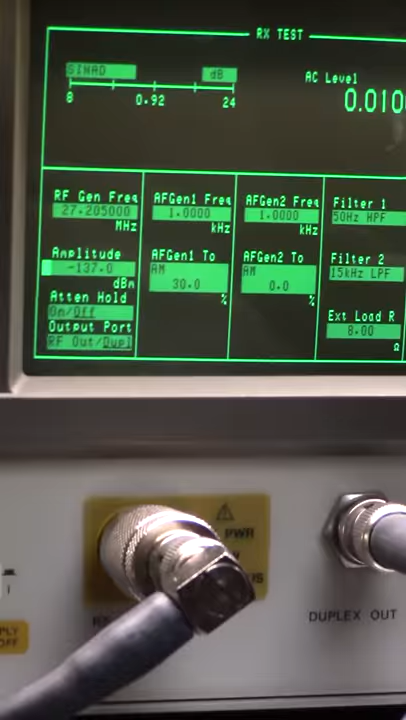 RX TEST
SINAD
dB
8
0.92
24
AC Level
0.010
RF Gen Freq
27.205000
MHz
Amplitude
-137.0
dBm
Atten Hold
On/Off
Output Port
RF Out/Dupl
AFGen1 Freq
1.0000
kHz
AFGen1 To
AM
30.0
%
AFGen2 Freq
1.0000
kHz
AFGen2 To
AM
0.0
%
Filter 1
50Hz HPF
Filter 2
15kHz LPF
Ext Load R
8.00
Ω
PWR
DUPLEX OUT
PLY
OFF